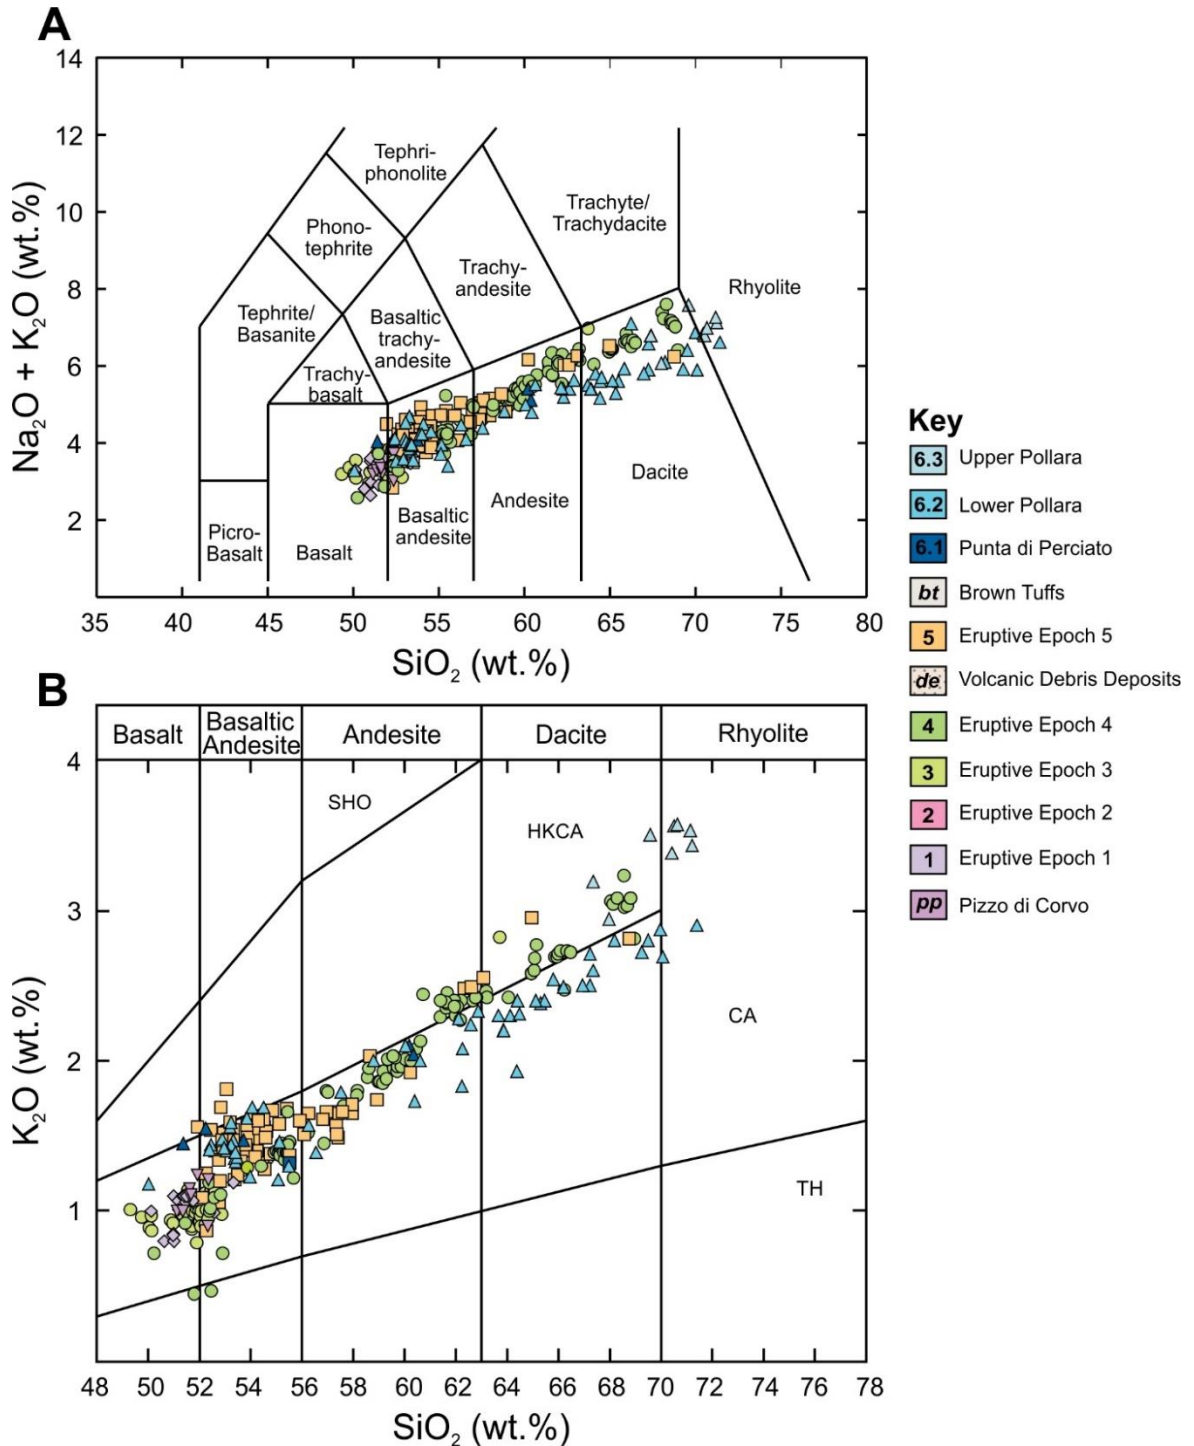 A
14
12
10
8
6
4
2
Na₂O + K₂O (wt.%)
Tephri-
phonolite
Phono-
tephrite
Tephrite/
Basanite
Trachy-
basalt
Basaltic
trachy-
andesite
Trachy-
andesite
Trachyte/
Trachydacite
Rhyolite
Picro-
Basalt
Basalt
Basaltic
andesite
Andesite
Dacite
35 40 45 50 55 60 65 70 75 80
SiO₂ (wt.%)
B
Basalt
Basaltic
Andesite
Andesite
Dacite
Rhyolite
4
3
2
1
K₂O (wt.%)
SHO
HKCA
CA
TH
48 50 52 54 56 58 60 62 64 66 68 70 72 74 76 78
SiO₂ (wt.%)
Key
6.3 Upper Pollara
6.2 Lower Pollara
6.1 Punta di Perciato
bt Brown Tuffs
5 Eruptive Epoch 5
de Volcanic Debris Deposits
4 Eruptive Epoch 4
3 Eruptive Epoch 3
2 Eruptive Epoch 2
1 Eruptive Epoch 1
pp Pizzo di Corvo